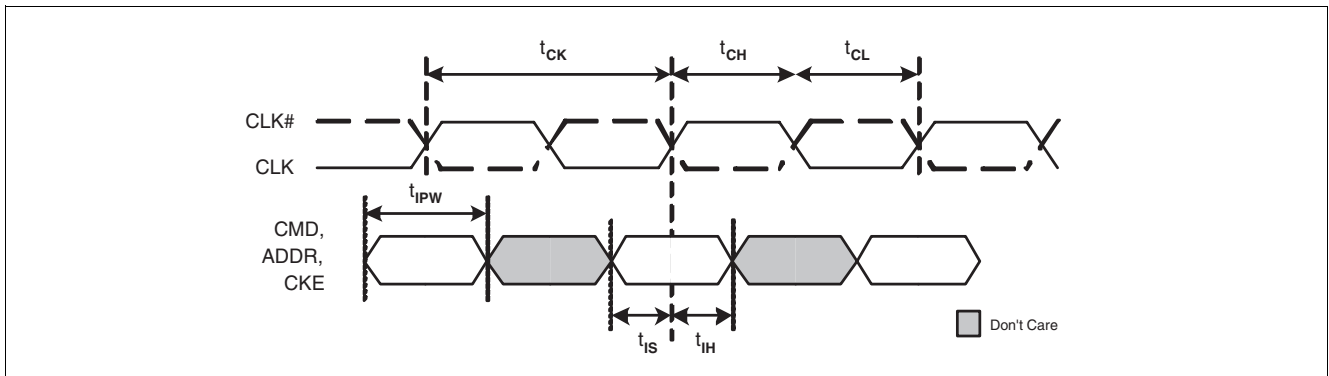 tCK tCH tCL
CLK#
CLK
tIPW
CMD,
ADDR,
CKE
tIS tIH
Don't Care